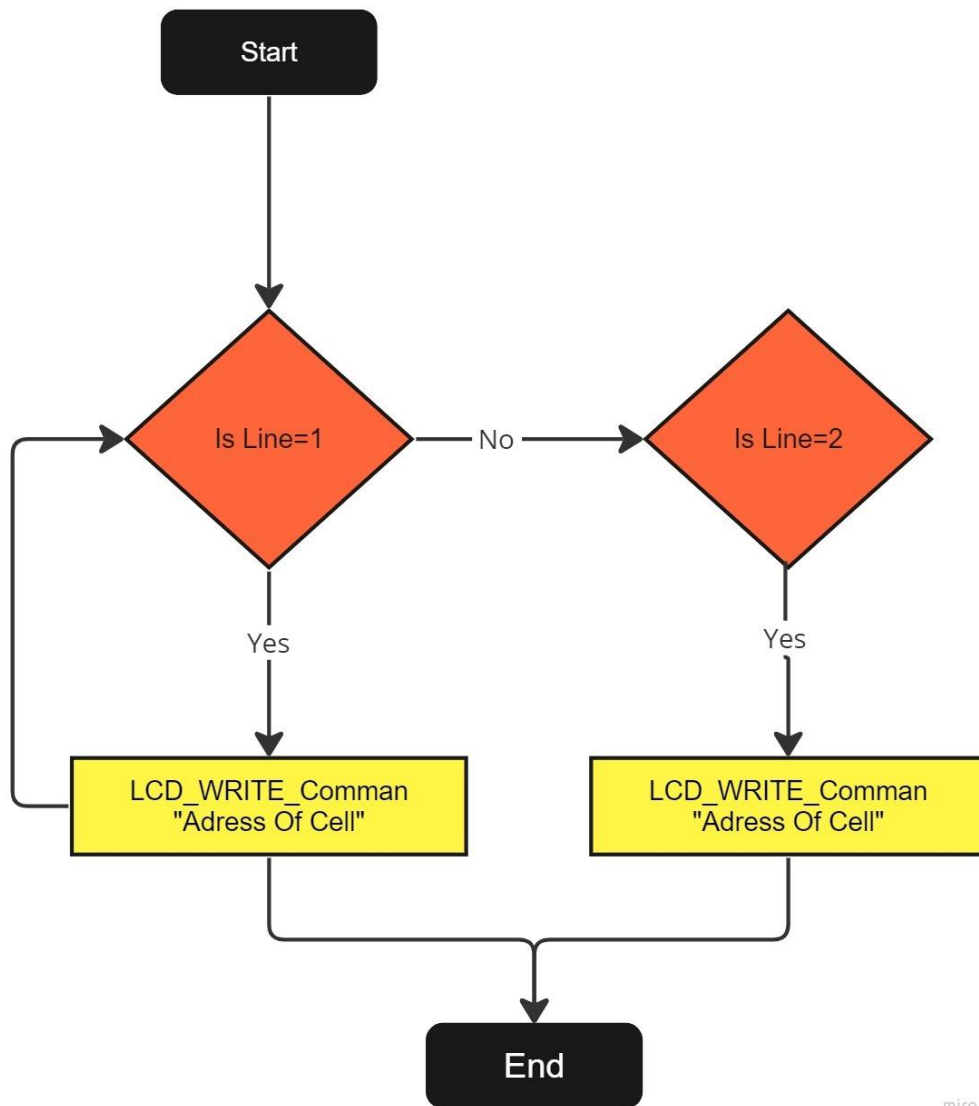 Start
Is Line=1
No
Is Line=2
Yes
Yes
LCD_WRITE_Comman
"Adress Of Cell"
LCD_WRITE_Comman
"Adress Of Cell"
End
miro